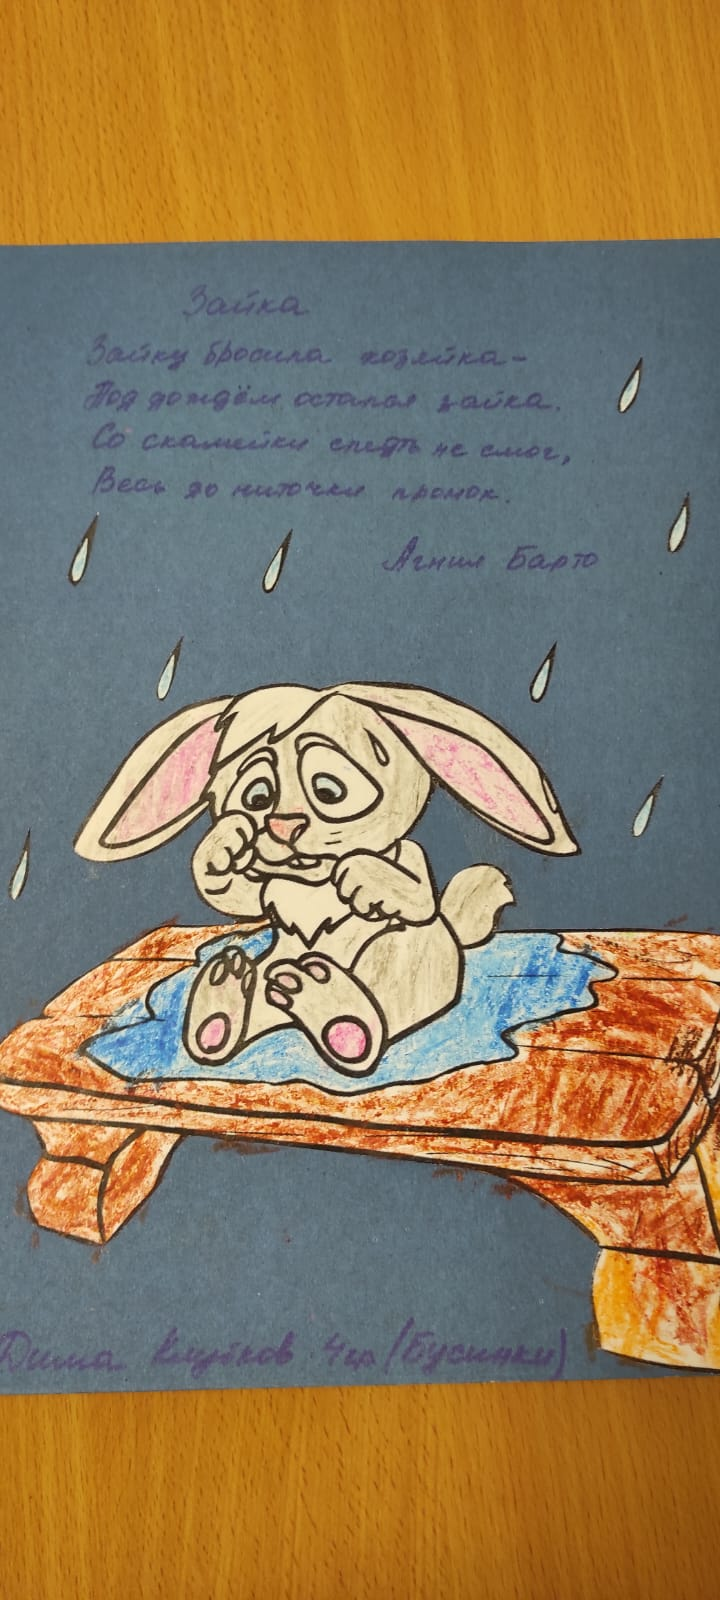 Зайка
Зайку бросила хозяйка-
Под дождём остался зайка.
Со скамейки слезть не смог,
Весь до ниточки промок.
Агния Барто
Дима 4гр (Бусинки)